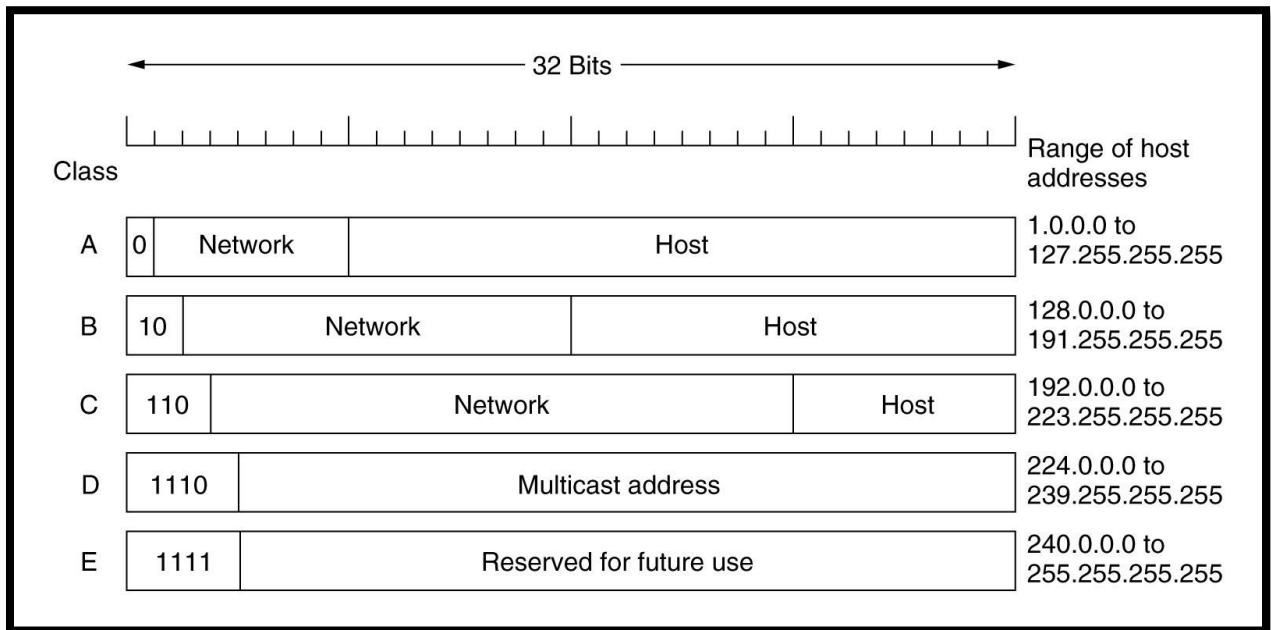 32 Bits
Range of host
addresses
Class
A
0
Network
Host
1.0.0.0 to
127.255.255.255
B
10
Network
Host
128.0.0.0 to
191.255.255.255
C
110
Network
Host
192.0.0.0 to
223.255.255.255
D
1110
Multicast address
224.0.0.0 to
239.255.255.255
E
1111
Reserved for future use
240.0.0.0 to
255.255.255.255